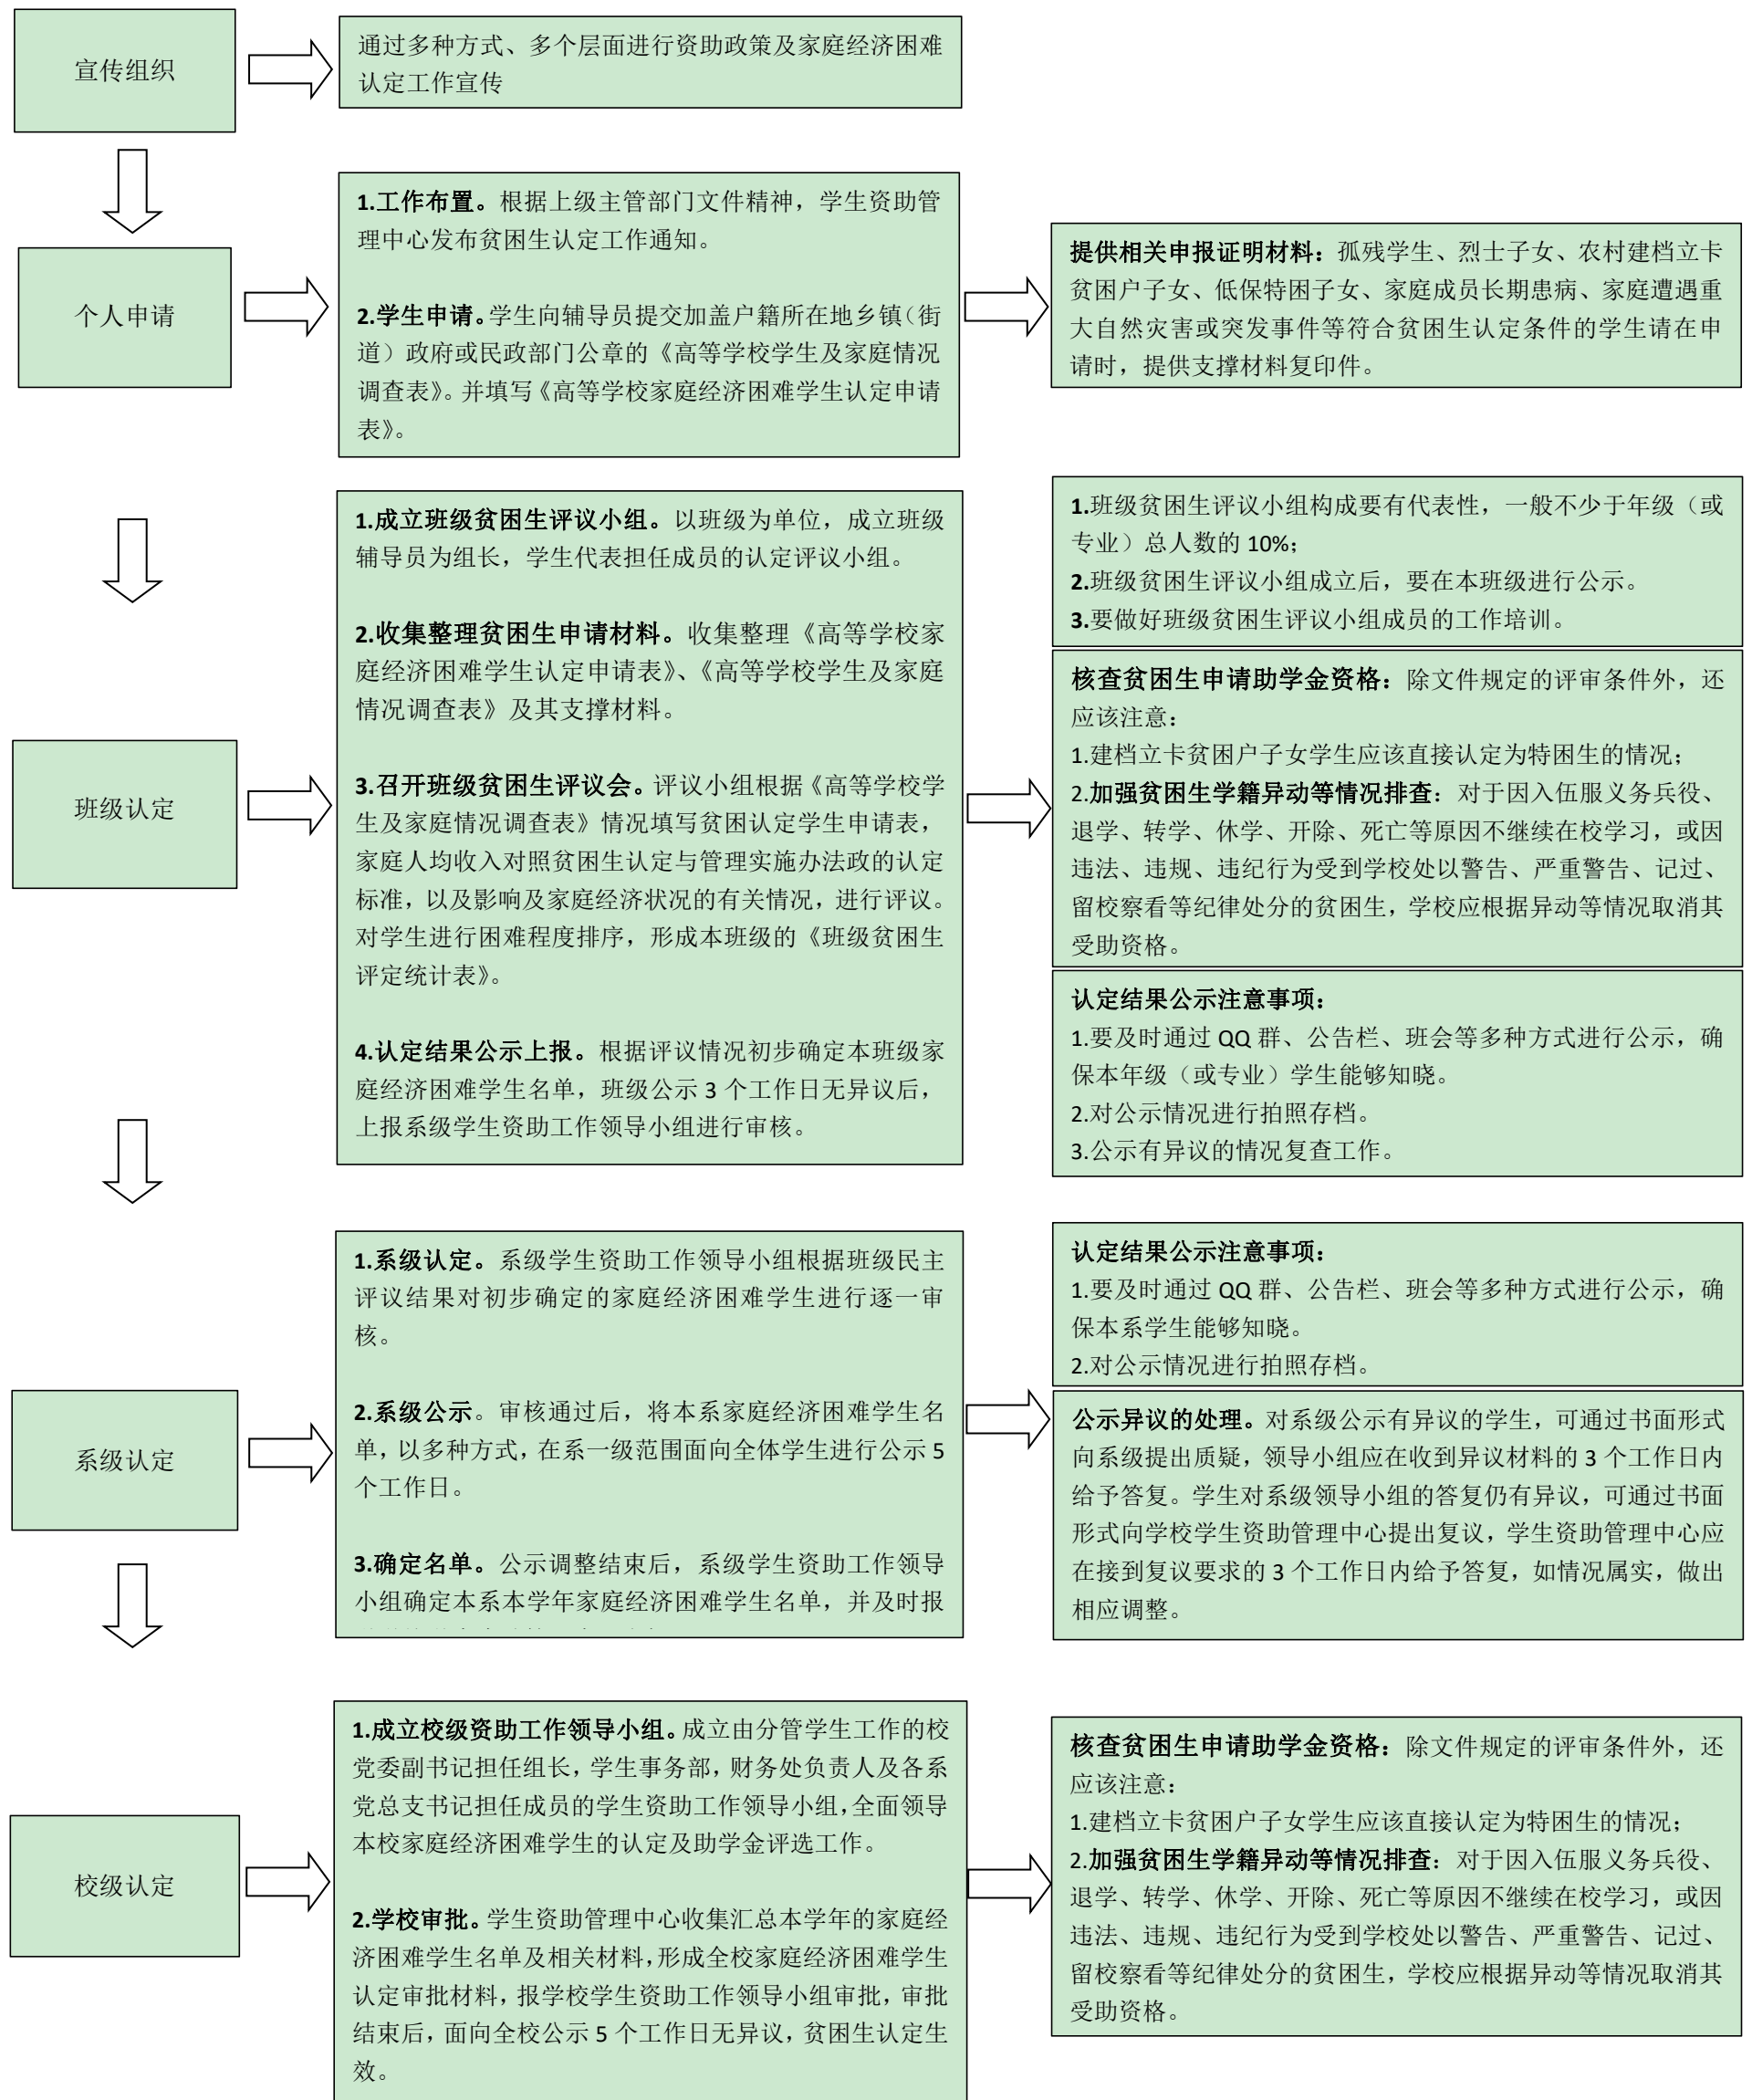 宣传组织
通过多种方式、多个层面进行资助政策及家庭经济困难
认定工作宣传
个人申请
1.工作布置。根据上级主管部门文件精神，学生资助管
理中心发布贫困生认定工作通知。
2.学生申请。学生向辅导员提交加盖户籍所在地乡镇（街
道）政府或民政部门公章的《高等学校学生及家庭情况
调查表》。并填写《高等学校家庭经济困难学生认定申请
表》。
提供相关申报证明材料：孤残学生、烈士子女、农村建档立卡
贫困户子女、低保特困子女、家庭成员长期患病、家庭遭遇重
大自然灾害或突发事件等符合贫困生认定条件的学生请在申
请时，提供支撑材料复印件。
班级认定
1.成立班级贫困生评议小组。以班级为单位，成立班级
辅导员为组长，学生代表担任成员的认定评议小组。
2.收集整理贫困生申请材料。收集整理《高等学校家
庭经济困难学生认定申请表》、《高等学校学生及家庭
情况调查表》及其支撑材料。
3.召开班级贫困生评议会。评议小组根据《高等学校学
生及家庭情况调查表》情况填写贫困认定学生申请表，
家庭人均收入对照贫困生认定与管理实施办法政的认定
标准，以及影响及家庭经济状况的有关情况，进行评议。
对学生进行困难程度排序，形成本班级的《班级贫困生
评定统计表》。
4.认定结果公示上报。根据评议情况初步确定本班级家
庭经济困难学生名单，班级公示 3 个工作日无异议后，
上报系级学生资助工作领导小组进行审核。
1.班级贫困生评议小组构成要有代表性，一般不少于年级（或
专业）总人数的 10%；
2.班级贫困生评议小组成立后，要在本班级进行公示。
3.要做好班级贫困生评议小组成员的工作培训。
核查贫困生申请助学金资格：除文件规定的评审条件外，还
应该注意：
1.建档立卡贫困户子女学生应该直接认定为特困生的情况；
2.加强贫困生学籍异动等情况排查：对于因入伍服义务兵役、
退学、转学、休学、开除、死亡等原因不继续在校学习，或因
违法、违规、违纪行为受到学校处以警告、严重警告、记过、
留校察看等纪律处分的贫困生，学校应根据异动等情况取消其
受助资格。
认定结果公示注意事项：
1.要及时通过 QQ 群、公告栏、班会等多种方式进行公示，确
保本年级（或专业）学生能够知晓。
2.对公示情况进行拍照存档。
3.公示有异议的情况复查工作。
系级认定
1.系级认定。系级学生资助工作领导小组根据班级民主
评议结果对初步确定的家庭经济困难学生进行逐一审
核。
2.系级公示。审核通过后，将本系家庭经济困难学生名
单，以多种方式，在系一级范围面向全体学生进行公示 5
个工作日。
3.确定名单。公示调整结束后，系级学生资助工作领导
小组确定本系本学年家庭经济困难学生名单，并及时报
认定结果公示注意事项：
1.要及时通过 QQ 群、公告栏、班会等多种方式进行公示，确
保本系学生能够知晓。
2.对公示情况进行拍照存档。
公示异议的处理。对系级公示有异议的学生，可通过书面形式
向系级提出质疑，领导小组应在收到异议材料的 3 个工作日内
给予答复。学生对系级领导小组的答复仍有异议，可通过书面
形式向学校学生资助管理中心提出复议，学生资助管理中心应
在接到复议要求的 3 个工作日内给予答复，如情况属实，做出
相应调整。
校级认定
1.成立校级资助工作领导小组。成立由分管学生工作的校
党委副书记担任组长，学生事务部，财务处负责人及各系
党总支书记担任成员的学生资助工作领导小组，全面领导
本校家庭经济困难学生的认定及助学金评选工作。
2.学校审批。学生资助管理中心收集汇总本学年的家庭经
济困难学生名单及相关材料，形成全校家庭经济困难学生
认定审批材料，报学校学生资助工作领导小组审批，审批
结束后，面向全校公示 5 个工作日无异议，贫困生认定生
效。
核查贫困生申请助学金资格：除文件规定的评审条件外，还
应该注意：
1.建档立卡贫困户子女学生应该直接认定为特困生的情况；
2.加强贫困生学籍异动等情况排查：对于因入伍服义务兵役、
退学、转学、休学、开除、死亡等原因不继续在校学习，或因
违法、违规、违纪行为受到学校处以警告、严重警告、记过、
留校察看等纪律处分的贫困生，学校应根据异动等情况取消其
受助资格。